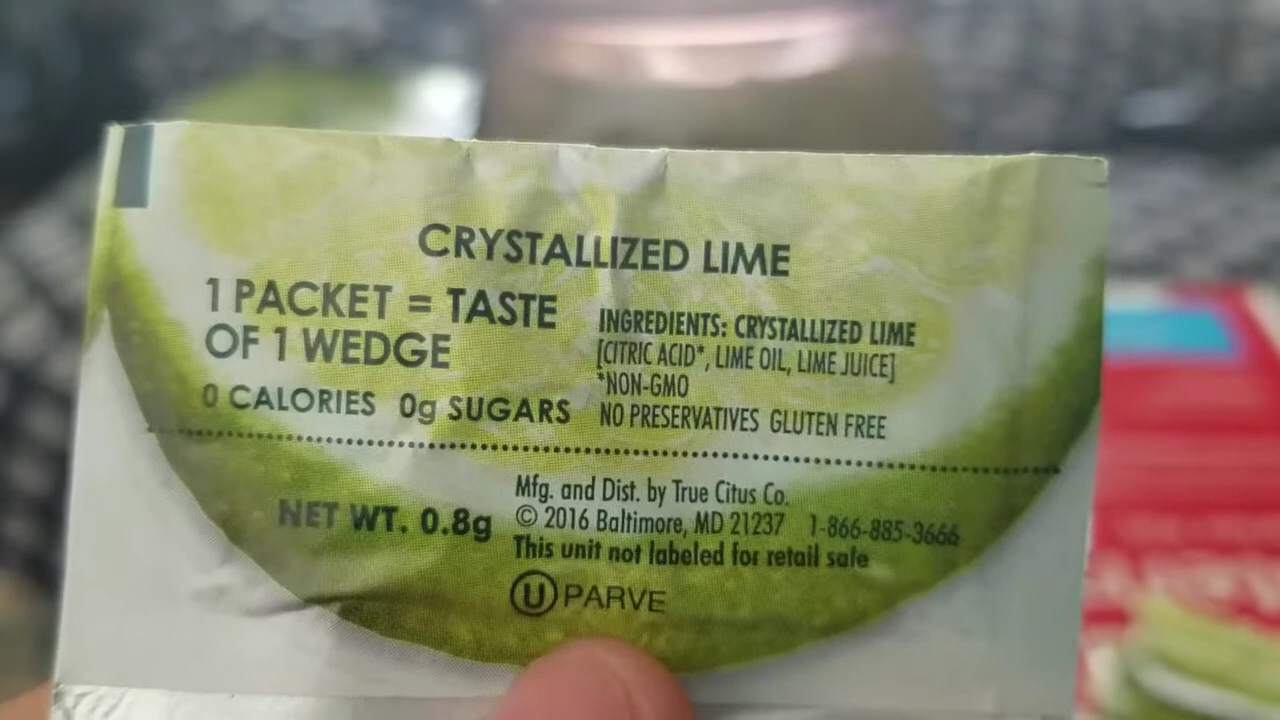 CRYSTALLIZED LIME
1 PACKET = TASTE
OF 1 WEDGE
0 CALORIES 0g SUGARS
INGREDIENTS: CRYSTALLIZED LIME
[CITRIC ACID*, LIME OIL, LIME JUICE]
*NON-GMO
NO PRESERVATIVES GLUTEN FREE
NET WT. 0.8g
Mfg. and Dist. by True Citus Co.
© 2016 Baltimore, MD 21237 1-866-885-3666
This unit not labeled for retail sale
U PARVE